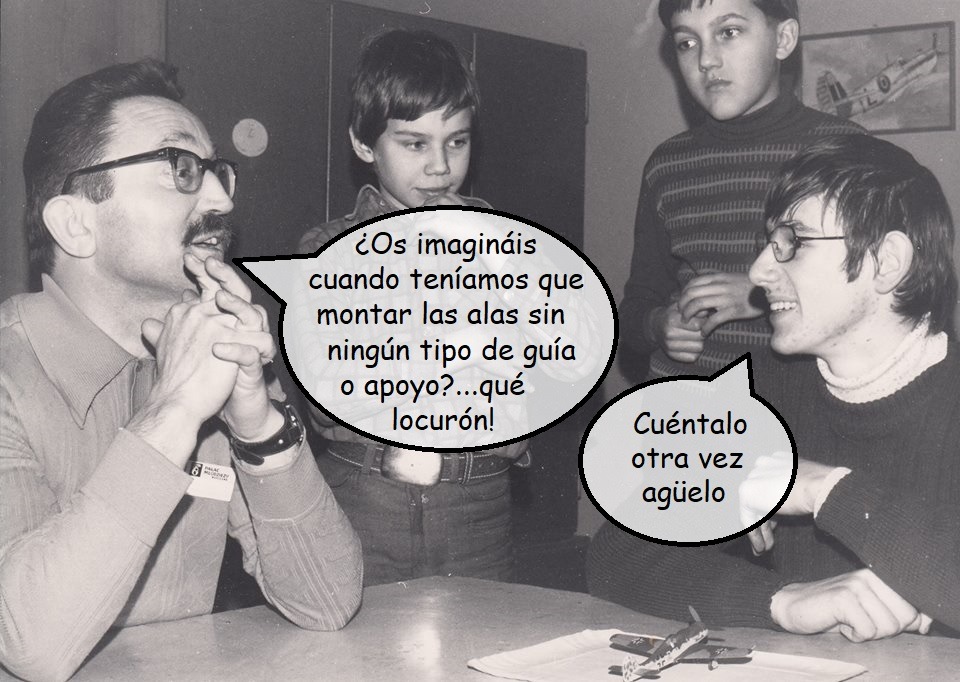 ¿Os imagináis
cuando teníamos que
montar las alas sin
ningún tipo de guía
o apoyo?...qué
locurón!
Cuéntalo
otra vez
agüelo